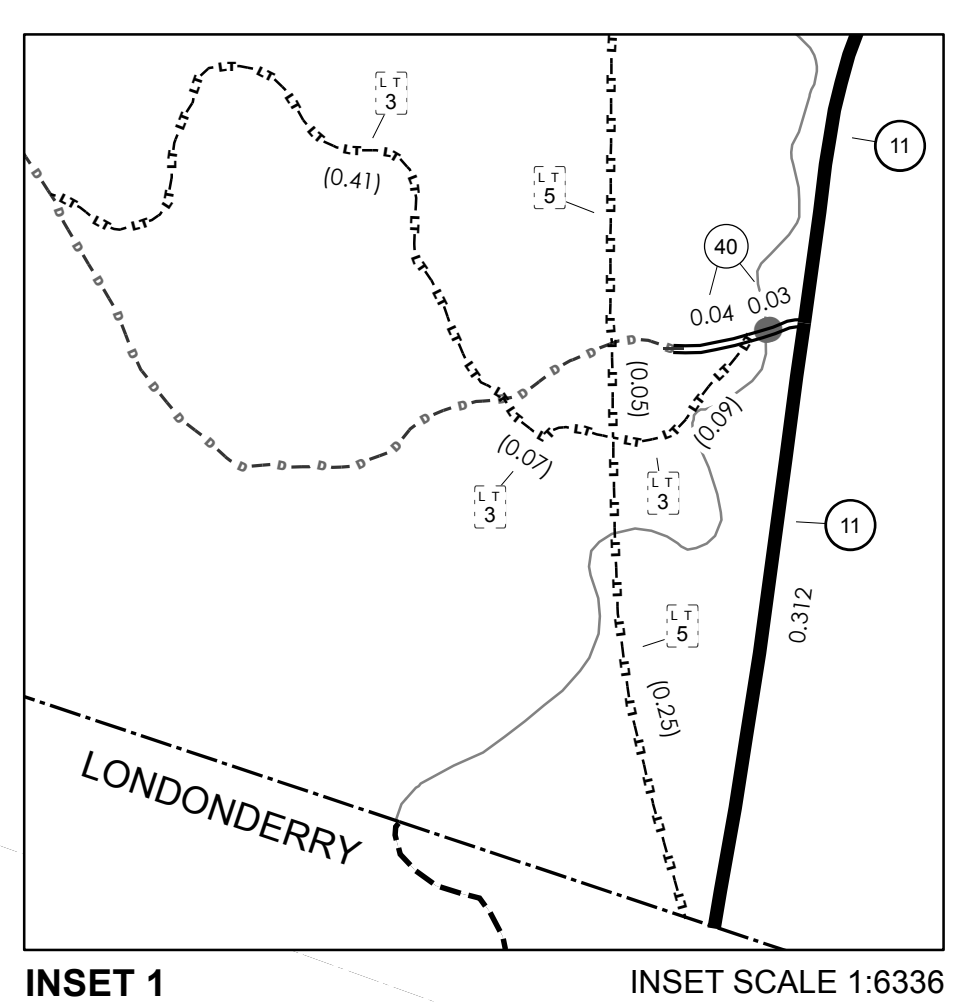 LT
3
(0.41)
LT
5
11
40
0.04
0.03
(0.05)
(0.09)
(0.07)
LT
3
LT
3
11
0.312
LT
5
(0.25)
LONDONDERRY
INSET 1
INSET SCALE 1:6336